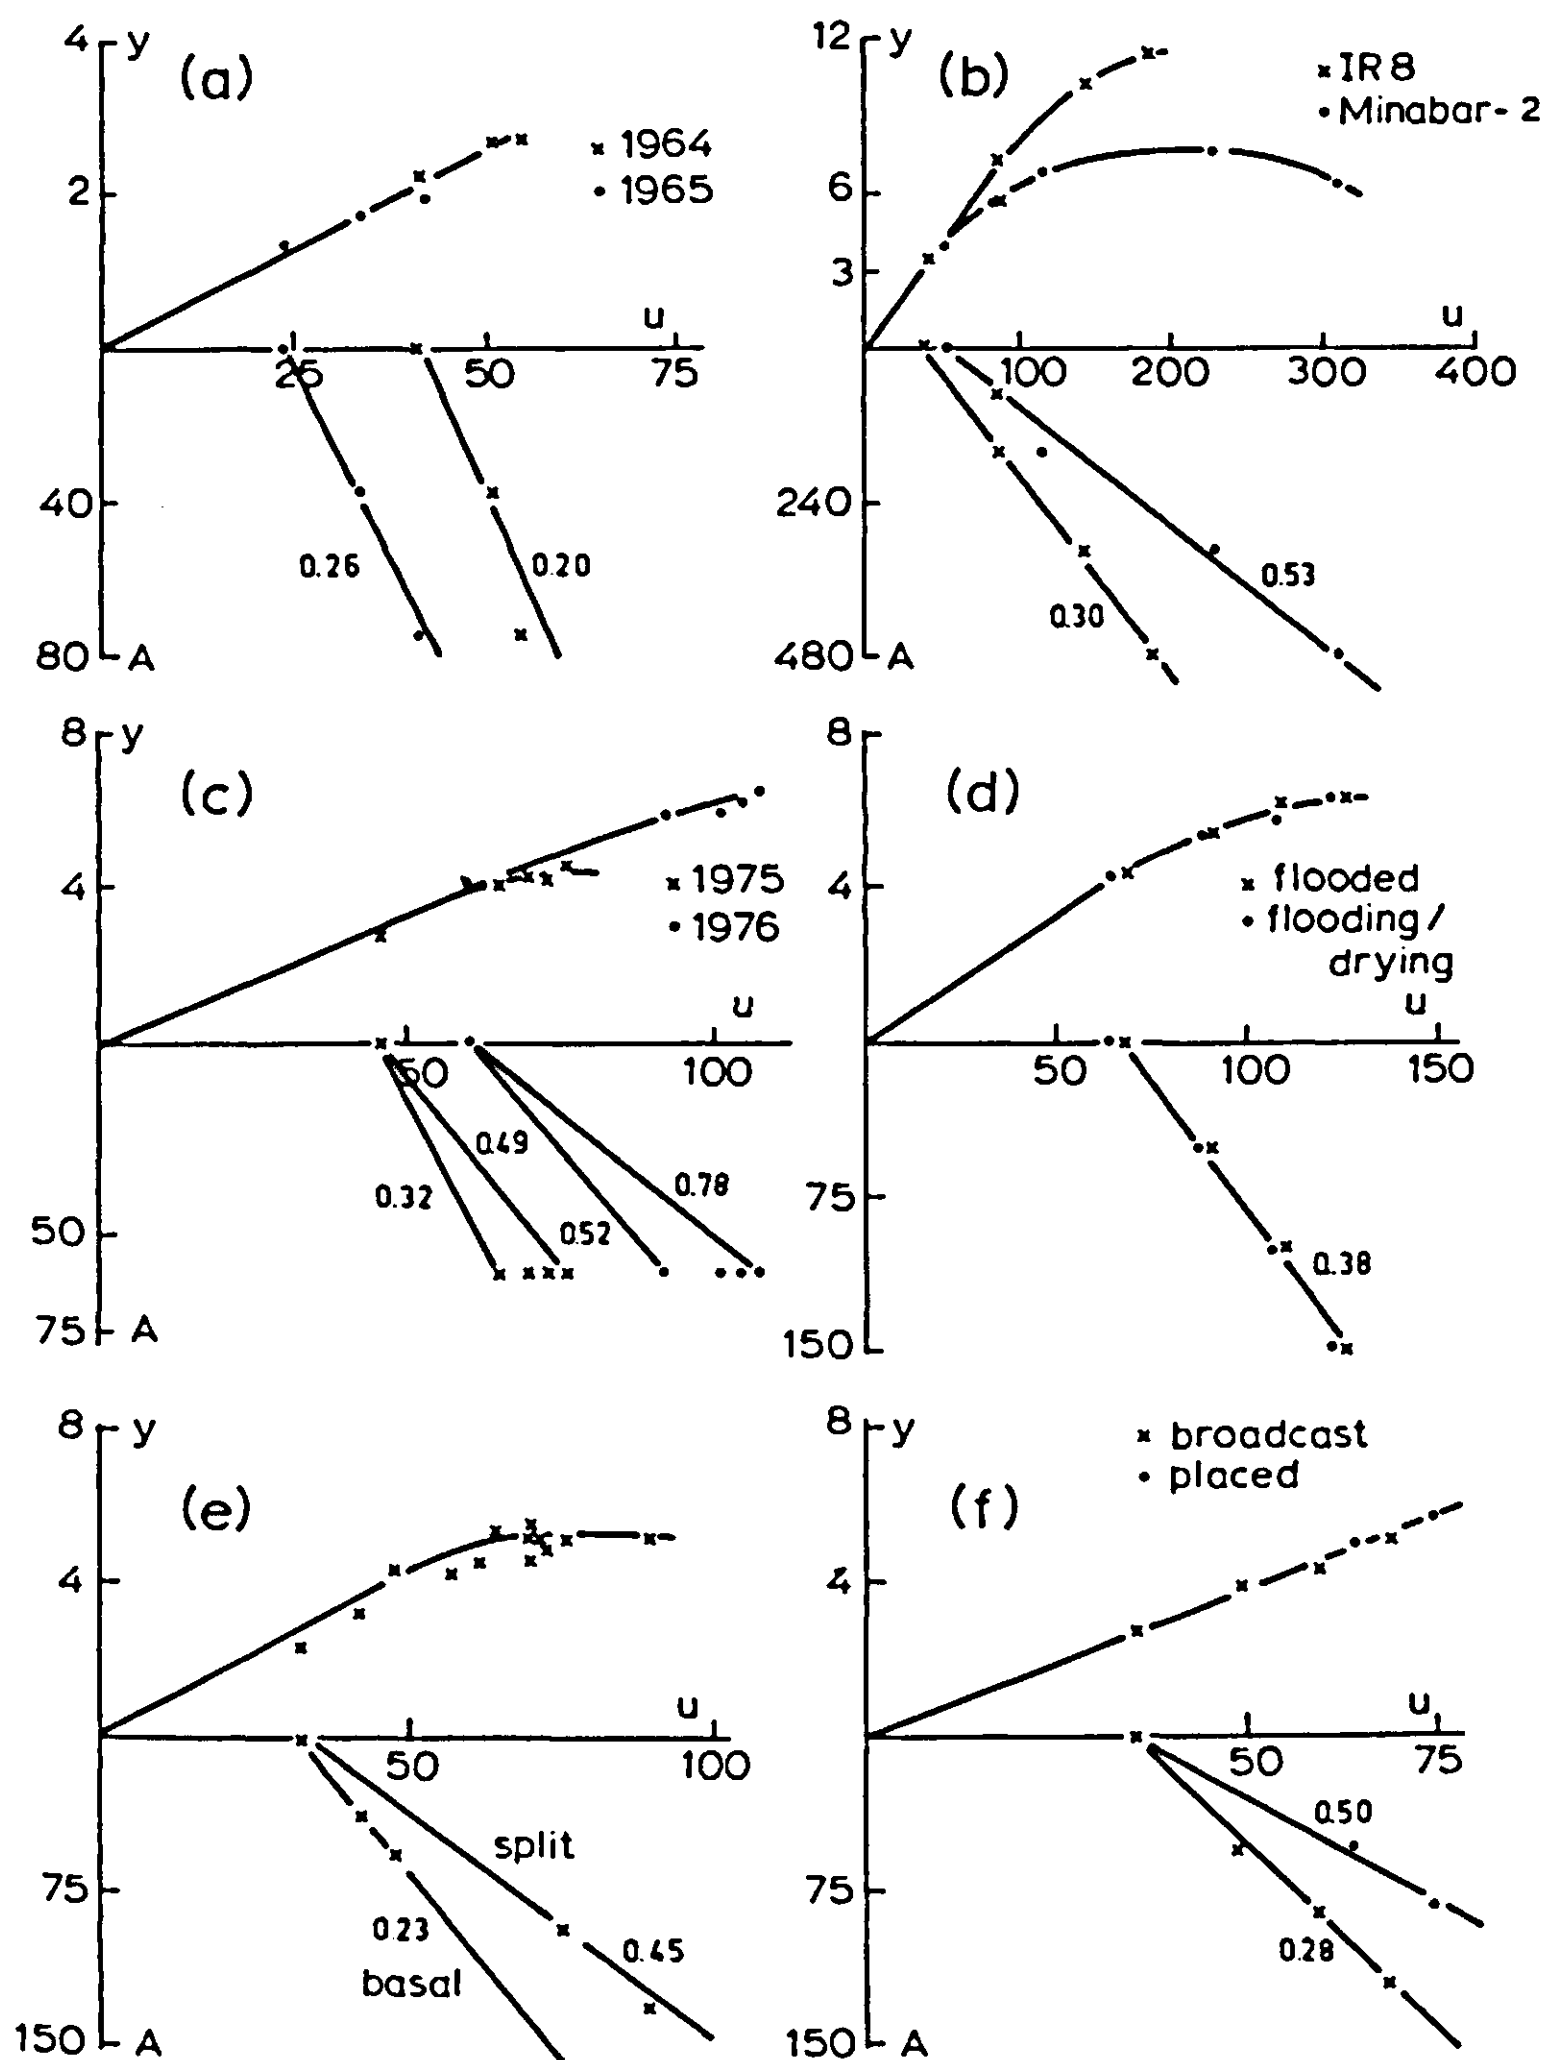 (a)
4 y
2
× 1964
• 1965
u
25 50 75
40
0.26
0.20
80 A
(b)
12 y
6
3
× IR8
• Minabar-2
u
100 200 300 400
240
0.53
0.30
480 A
(c)
8 y
4
× 1975
• 1976
u
50 100
0.49
0.32
0.78
0.52
50
75 A
(d)
8
4
× flooded
• flooding/
drying
u
50 100 150
75
0.38
150
(e)
8 y
4
u
50 100
split
75
0.23
0.45
basal
150 A
(f)
8 y
× broadcast
• placed
4
u
50 75
0.50
75
0.28
150 A